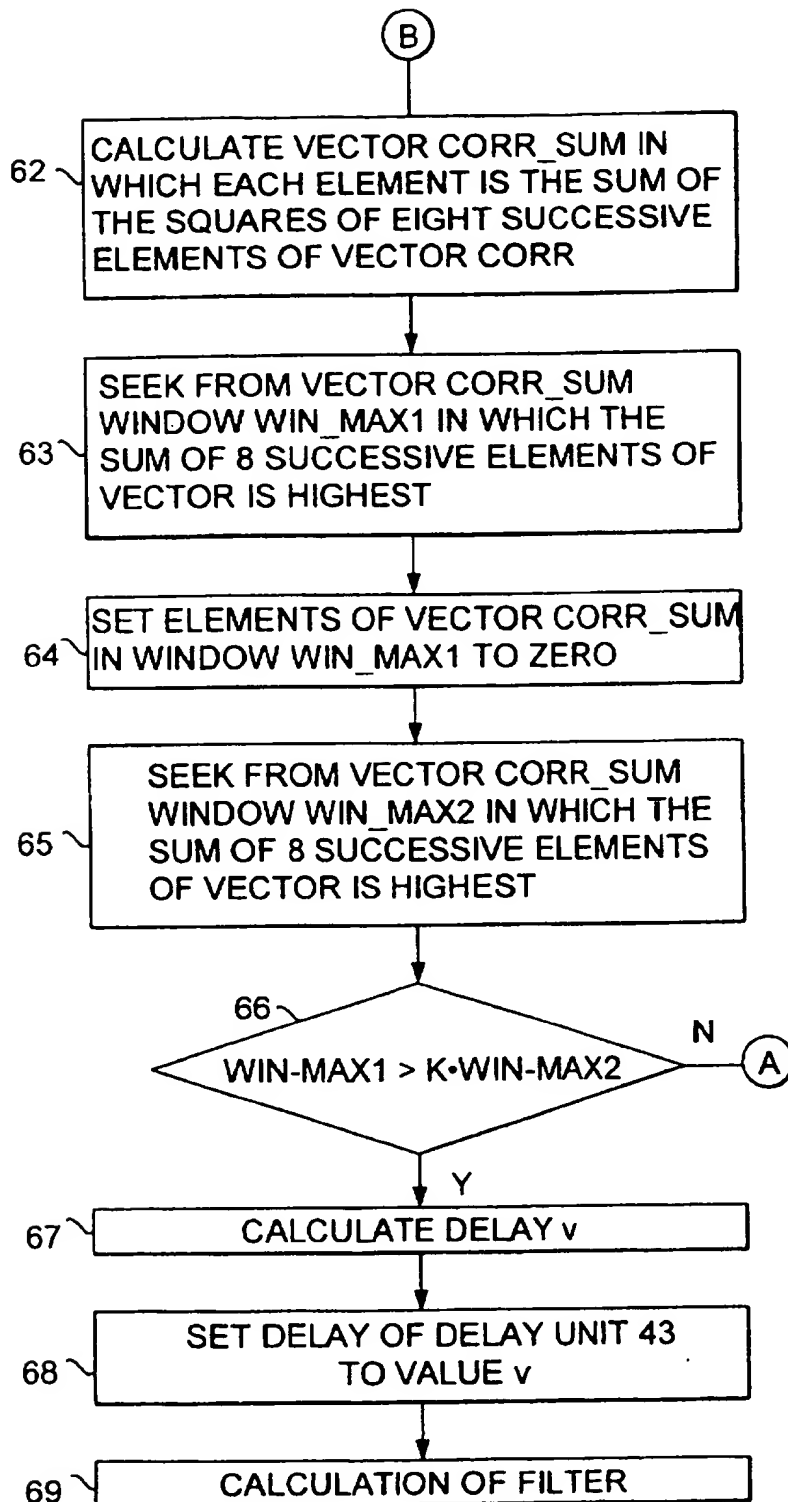 B
62
CALCULATE VECTOR CORR_SUM IN
WHICH EACH ELEMENT IS THE SUM OF
THE SQUARES OF EIGHT SUCCESSIVE
ELEMENTS OF VECTOR CORR
63
SEEK FROM VECTOR CORR_SUM
WINDOW WIN_MAX1 IN WHICH THE
SUM OF 8 SUCCESSIVE ELEMENTS OF
VECTOR IS HIGHEST
64
SET ELEMENTS OF VECTOR CORR_SUM
IN WINDOW WIN_MAX1 TO ZERO
65
SEEK FROM VECTOR CORR_SUM
WINDOW WIN_MAX2 IN WHICH THE
SUM OF 8 SUCCESSIVE ELEMENTS
OF VECTOR IS HIGHEST
66
WIN-MAX1 > K•WIN-MAX2
N
A
Y
67
CALCULATE DELAY v
68
SET DELAY OF DELAY UNIT 43
TO VALUE v
69
CALCULATION OF FILTER